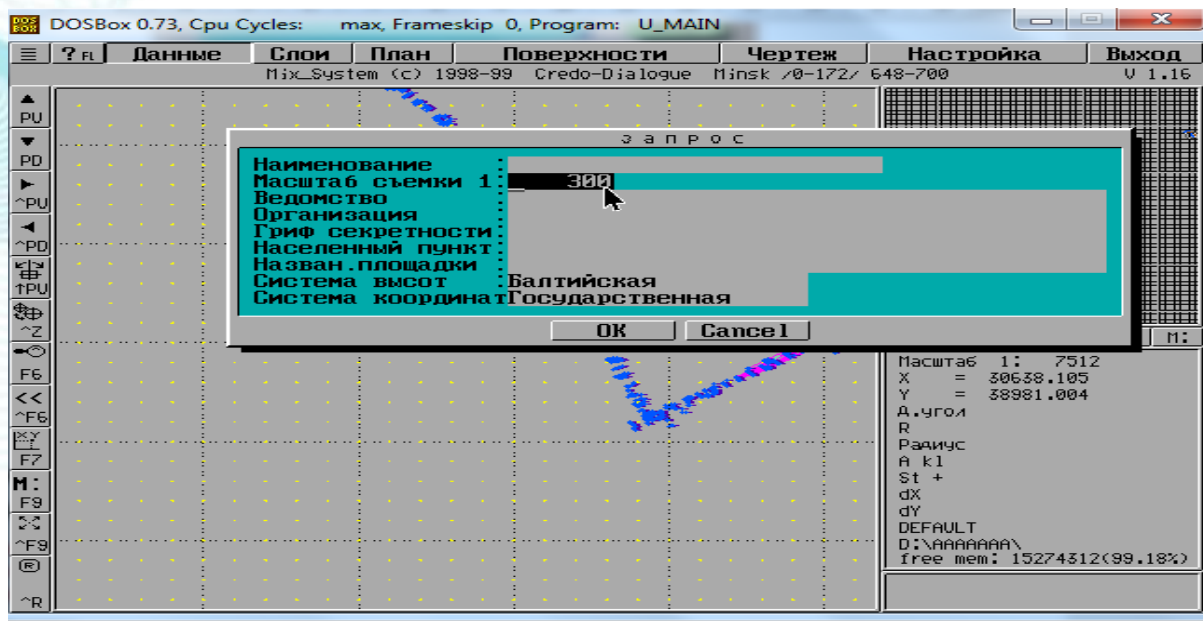 DOSBox 0.73, Cpu Cycles: max, Frameskip 0, Program: U_MAIN
? FL Данные Слои План Поверхности Чертеж Настройка Выход
Mix_System (c) 1998-99 Credo-Dialogue Minsk /0-172/ 648-700 V 1.16
PU
PD
^PU
^PD
↑PU
^Z
F6
<<
^F6
XY
F7
М:
F9
^F9
®
^R
запрос
Наименование :
Масштаб съемки 1: 300
Ведомство :
Организация :
Гриф секретности:
Населенный пункт:
Назван.площадки :
Система высот :Балтийская
Система координатГосударственная
OK Cancel
М:
Масштаб 1: 7512
X = 30638.105
Y = 38981.004
Д.угол
R
Радиус
A kl
St +
dX
dY
DEFAULT
D:\AAAAAAA\
free mem: 15274312(99.18%)